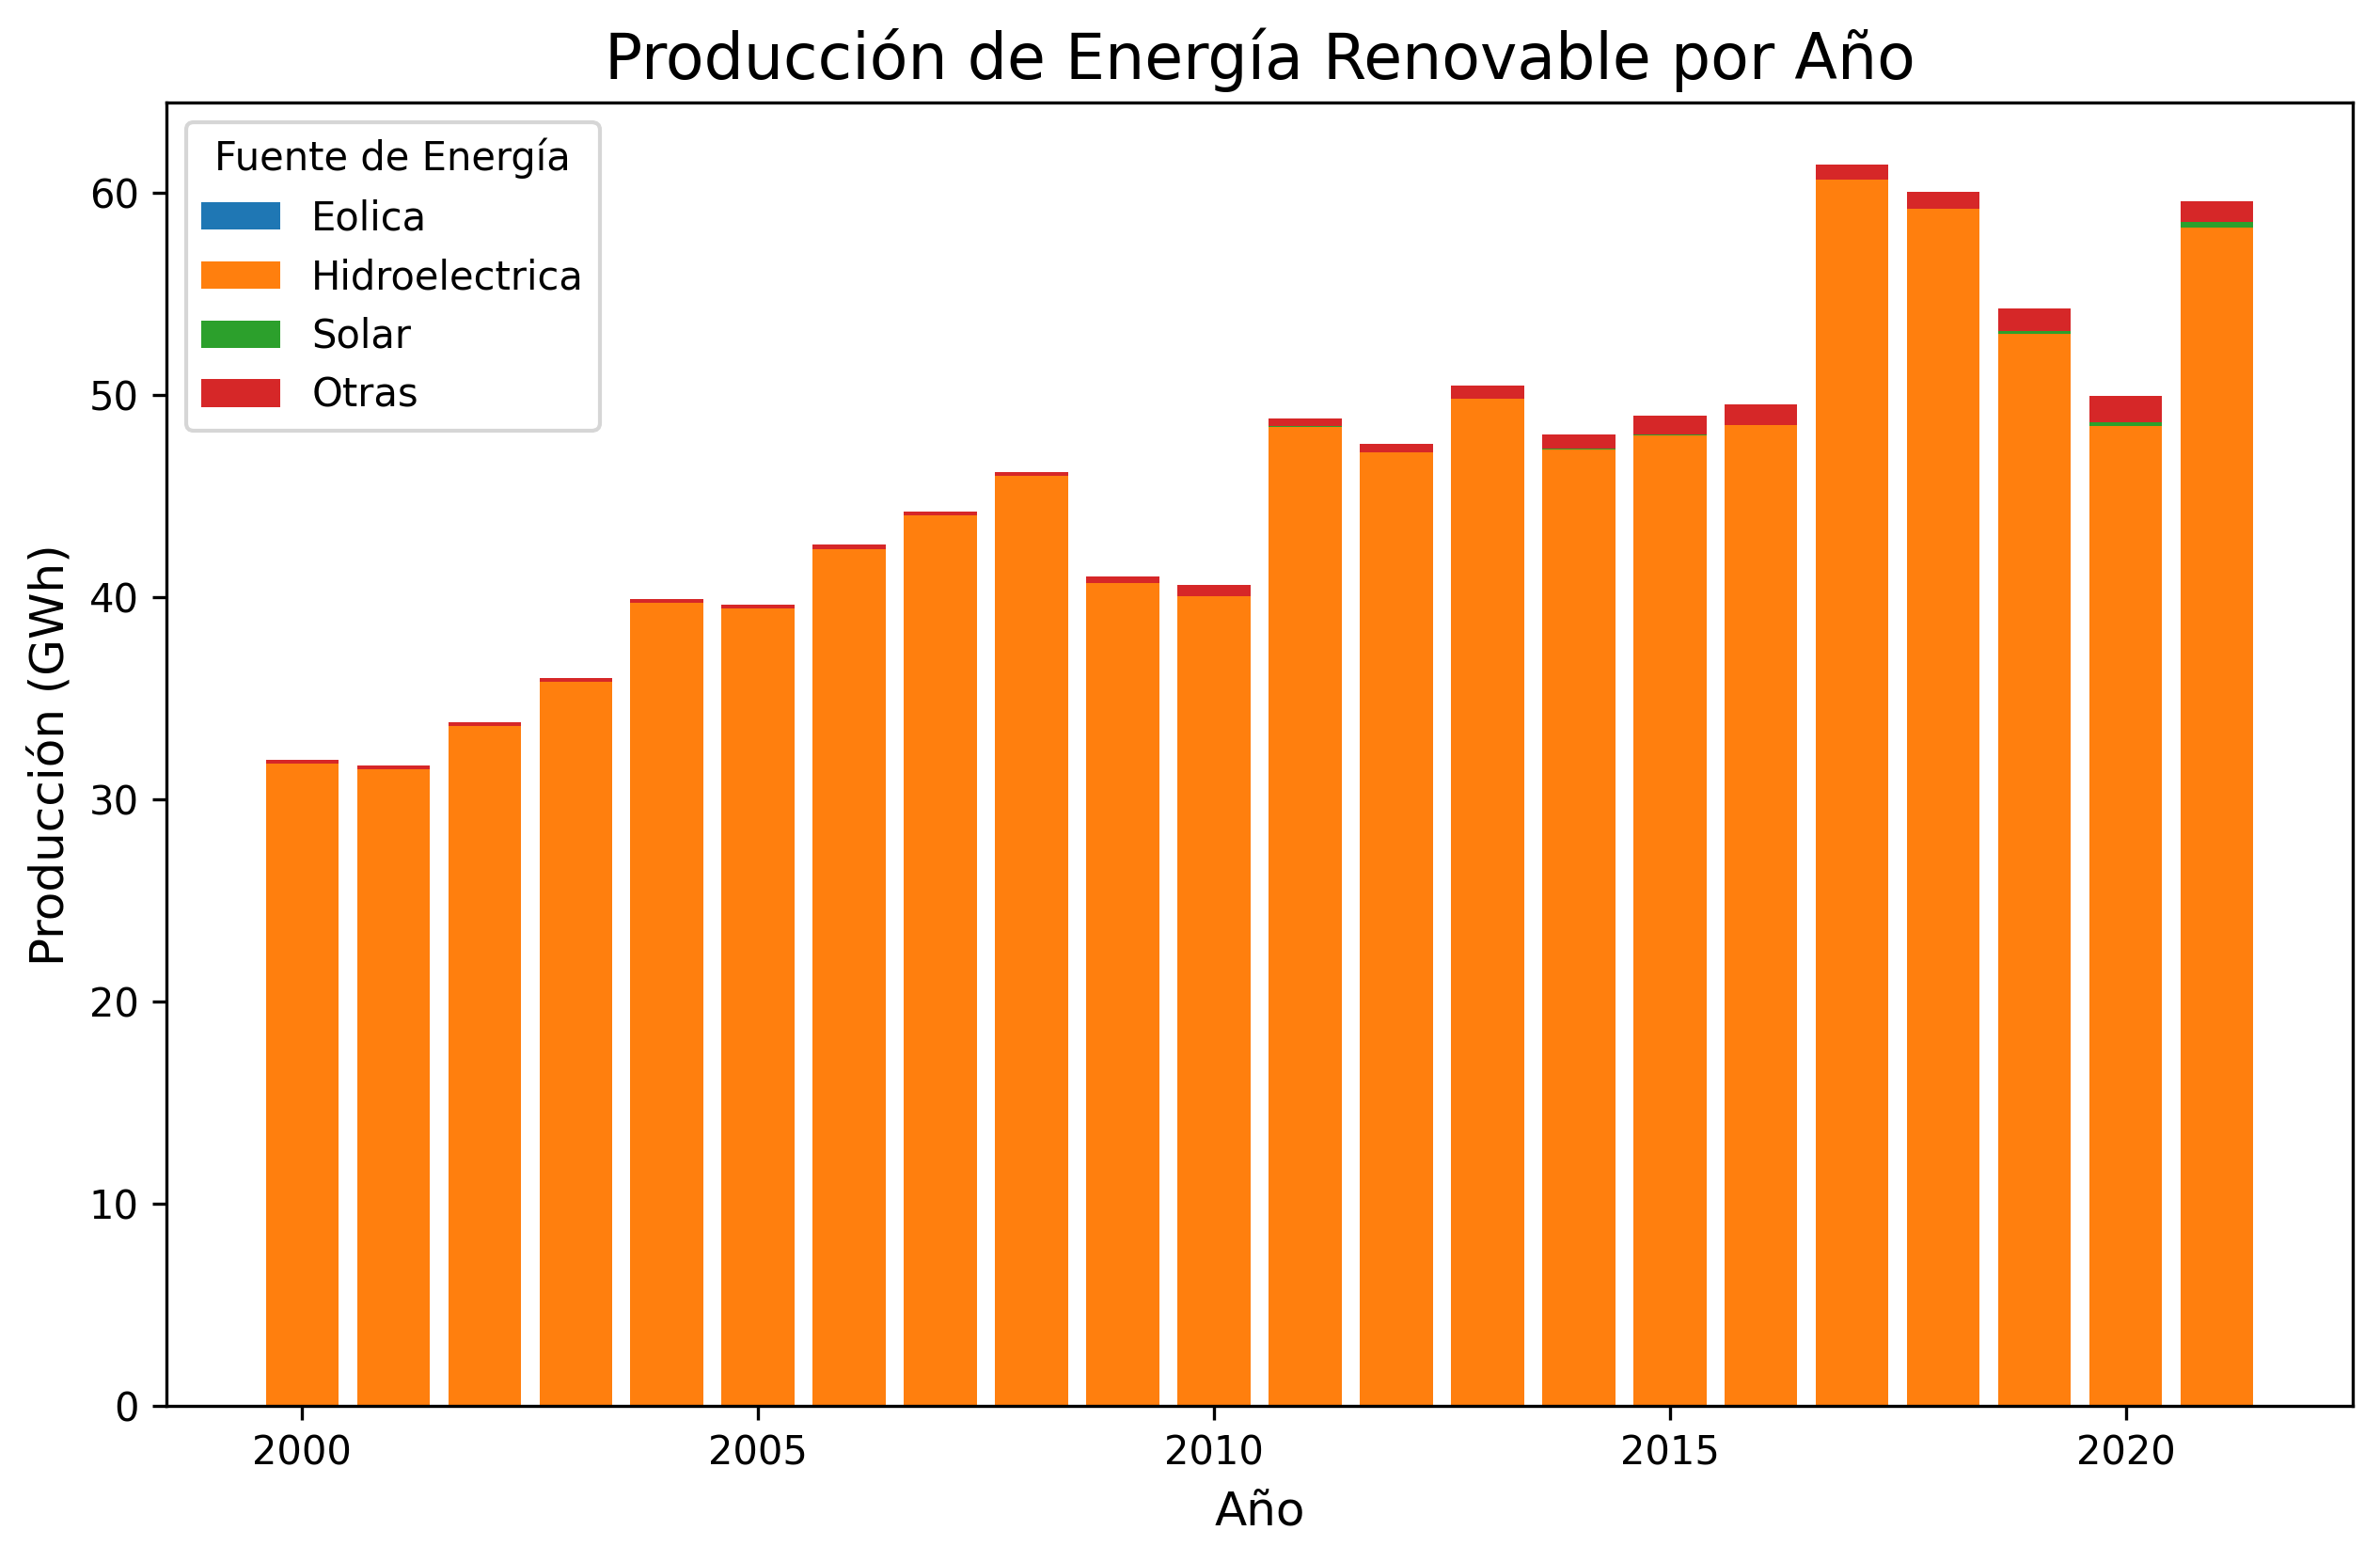 Producción de Energía Renovable por Año
Fuente de Energía
Eolica
Hidroelectrica
Solar
Otras
Producción (GWh)
60
50
40
30
20
10
0
2000 2005 2010 2015 2020
Año